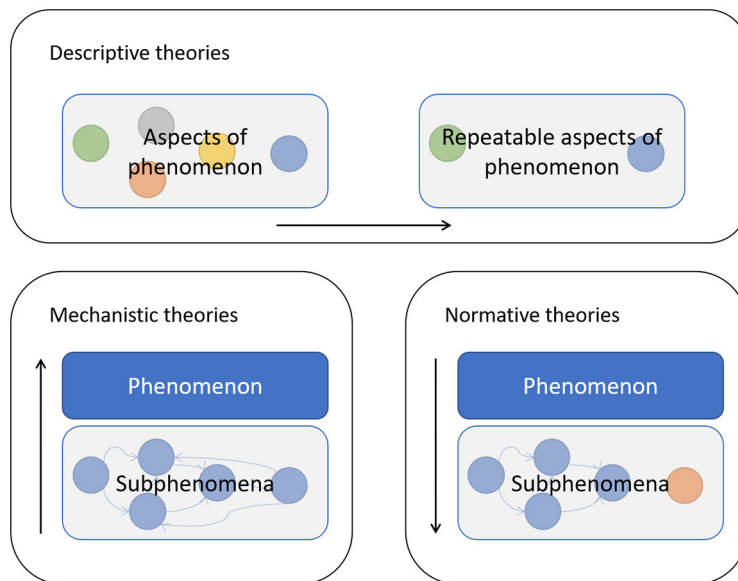 Descriptive theories
Aspects of
phenomenon
Repeatable aspects of
phenomenon
Mechanistic theories
Phenomenon
Subphenomena
Normative theories
Phenomenon
Subphenomena